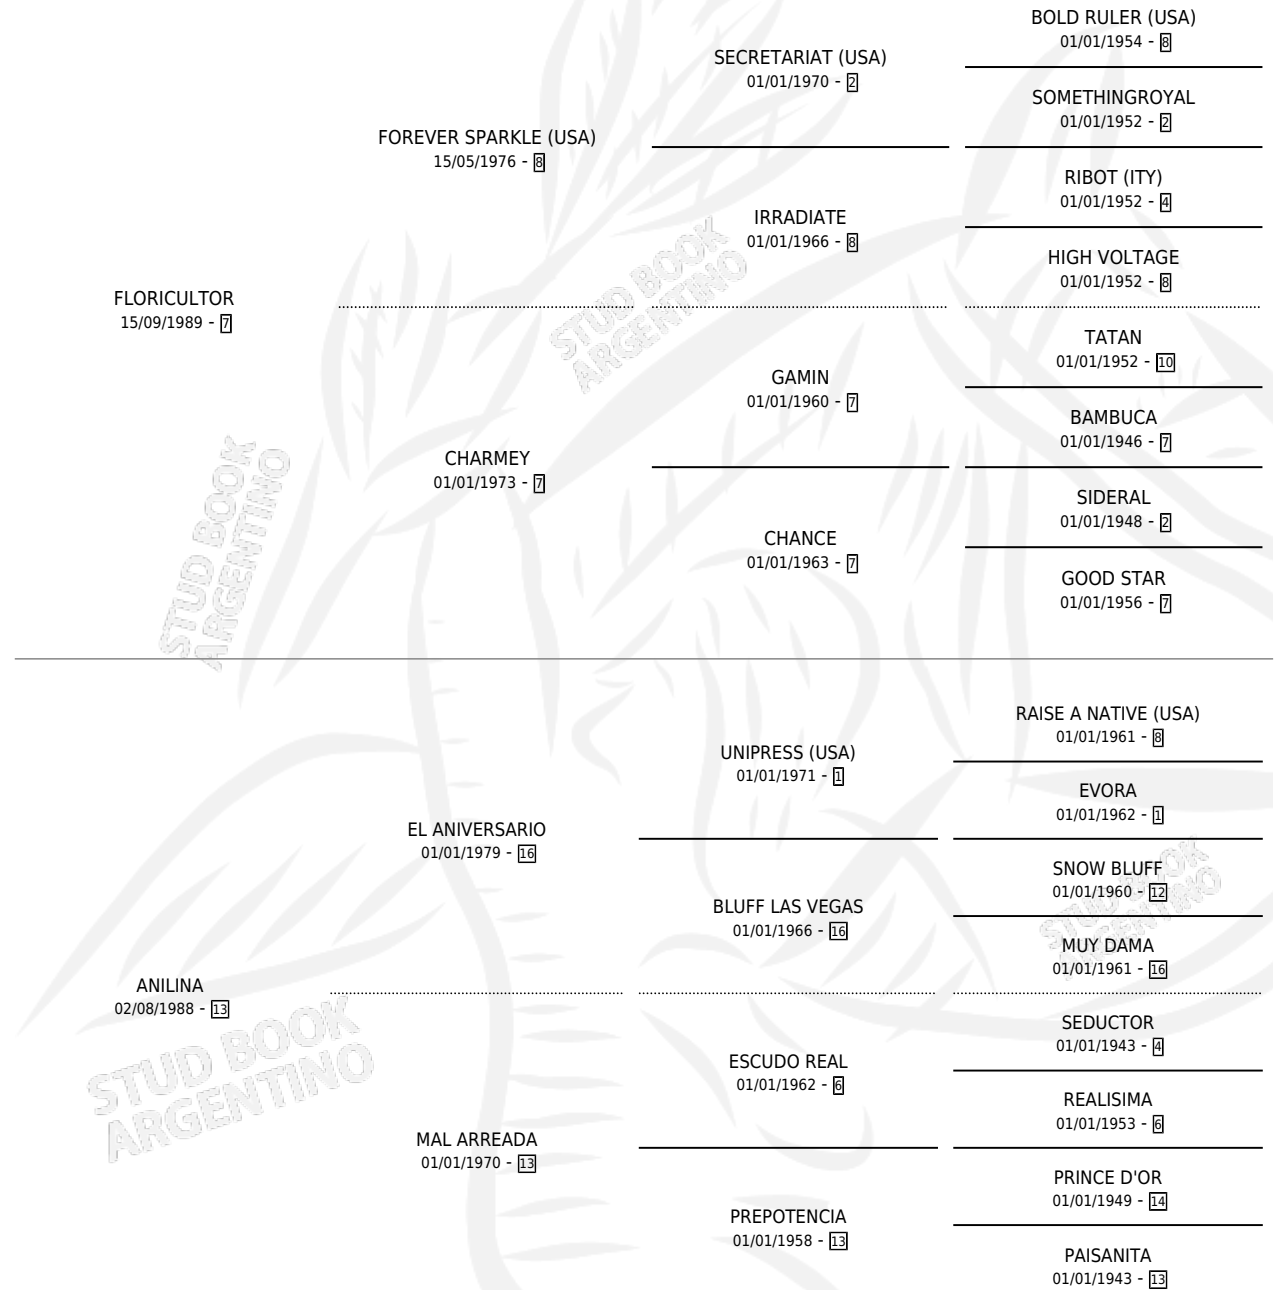 BOLD RULER (USA)
01/01/1954 - 8
SECRETARIAT (USA)
01/01/1970 - 2
SOMETHINGROYAL
01/01/1952 - 2
FOREVER SPARKLE (USA)
15/05/1976 - 8
RIBOT (ITY)
01/01/1952 - 4
IRRADIATE
01/01/1966 - 8
HIGH VOLTAGE
01/01/1952 - 8
FLORICULTOR
15/09/1989 - 7
TATAN
01/01/1952 - 10
GAMIN
01/01/1960 - 7
BAMBUCA
01/01/1946 - 7
CHARMEY
01/01/1973 - 7
SIDERAL
01/01/1948 - 2
CHANCE
01/01/1963 - 7
GOOD STAR
01/01/1956 - 7
STUD BOOK
ARGENTINO
STUD BOOK
ARGENTINO
RAISE A NATIVE (USA)
01/01/1961 - 8
UNIPRESS (USA)
01/01/1971 - 1
EVORA
01/01/1962 - 1
EL ANIVERSARIO
01/01/1979 - 16
SNOW BLUFF
01/01/1960 - 12
BLUFF LAS VEGAS
01/01/1966 - 16
MUY DAMA
01/01/1961 - 16
ANILINA
02/08/1988 - 13
SEDUCTOR
01/01/1943 - 4
ESCUDO REAL
01/01/1962 - 6
REALISIMA
01/01/1953 - 6
MAL ARREADA
01/01/1970 - 13
PRINCE D'OR
01/01/1949 - 14
PREPOTENCIA
01/01/1958 - 13
PAISANITA
01/01/1943 - 13
STUD BOOK
ARGENTINO
STUD BOOK
ARGENTINO